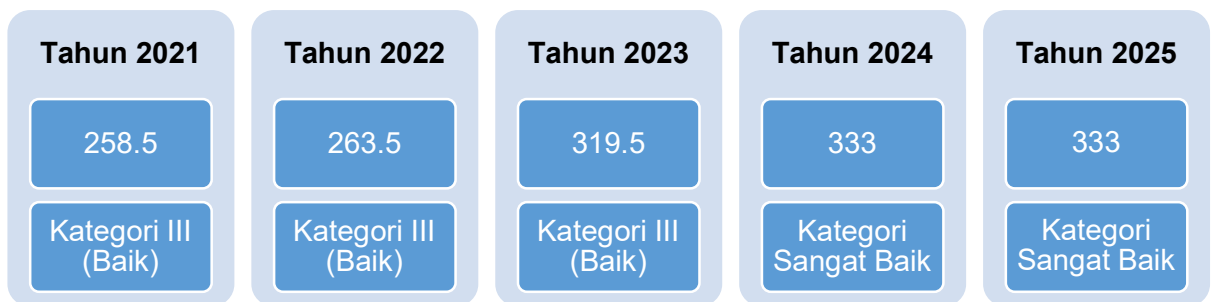 Tahun 2021
258.5
Kategori III
(Baik)
Tahun 2022
263.5
Kategori III
(Baik)
Tahun 2023
319.5
Kategori III
(Baik)
Tahun 2024
333
Kategori
Sangat Baik
Tahun 2025
333
Kategori
Sangat Baik